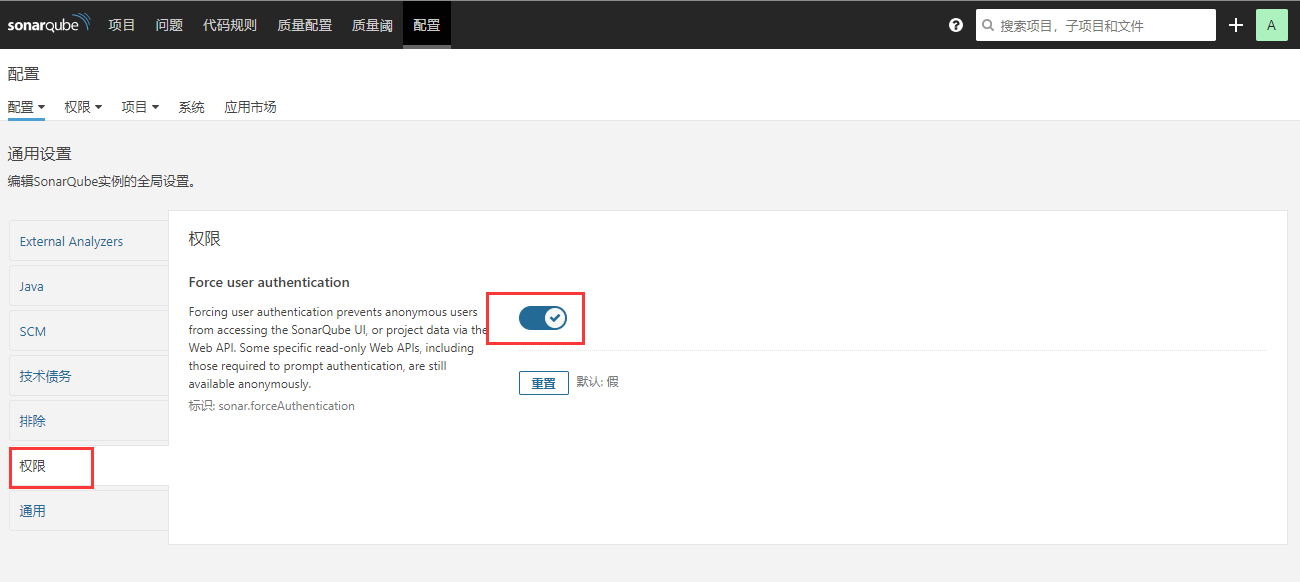 sonarqube 项目 问题 代码规则 质量配置 质量阈 配置 ? 搜索项目，子项目和文件 + A
配置
配置 权限 项目 系统 应用市场
通用设置
编辑SonarQube实例的全局设置。
External Analyzers
Java
SCM
技术债务
排除
权限
通用
权限
Force user authentication
Forcing user authentication prevents anonymous users
from accessing the SonarQube UI, or project data via the
Web API. Some specific read-only Web APIs, including
those required to prompt authentication, are still
available anonymously.
标识: sonar.forceAuthentication
重置 默认: 假